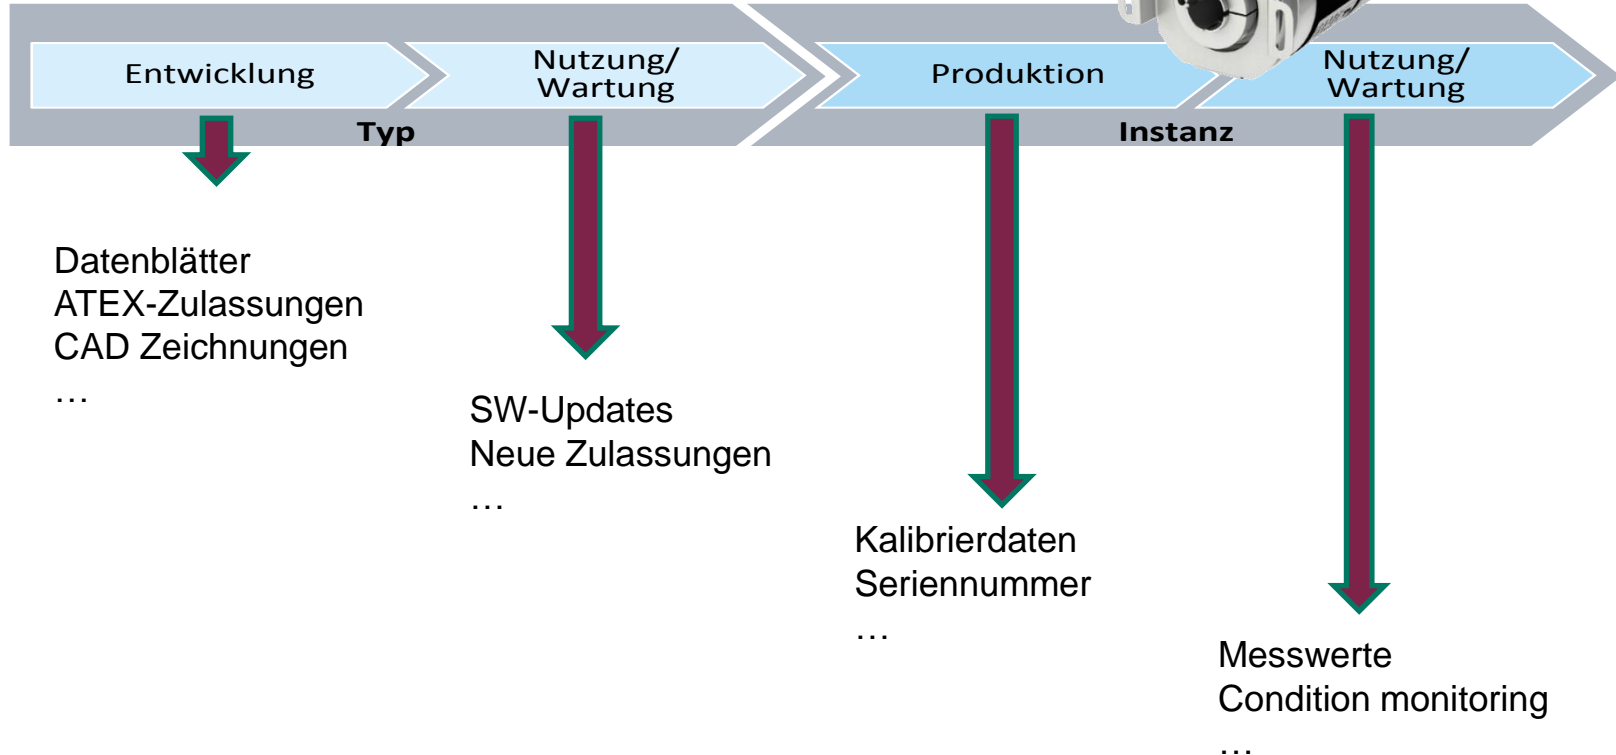 Entwicklung
Nutzung/
Wartung
Typ
Produktion
Nutzung/
Wartung
Instanz
Datenblätter
ATEX-Zulassungen
CAD Zeichnungen
…
SW-Updates
Neue Zulassungen
…
Kalibrierdaten
Seriennummer
…
Messwerte
Condition monitoring
…